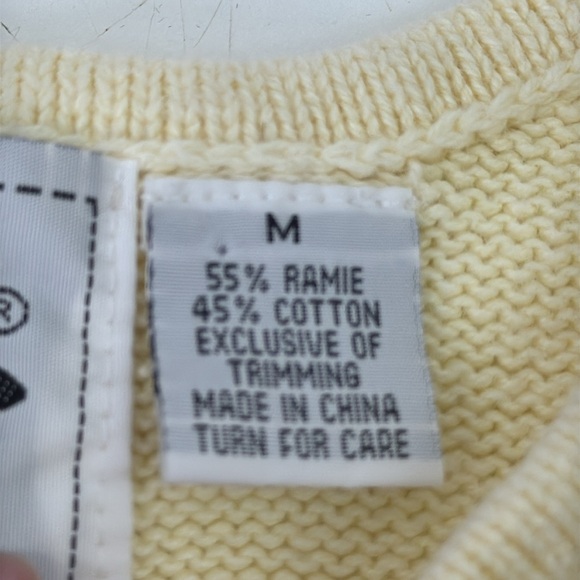 ®
M
55% RAMIE
45% COTTON
EXCLUSIVE OF
TRIMMING
MADE IN CHINA
TURN FOR CARE